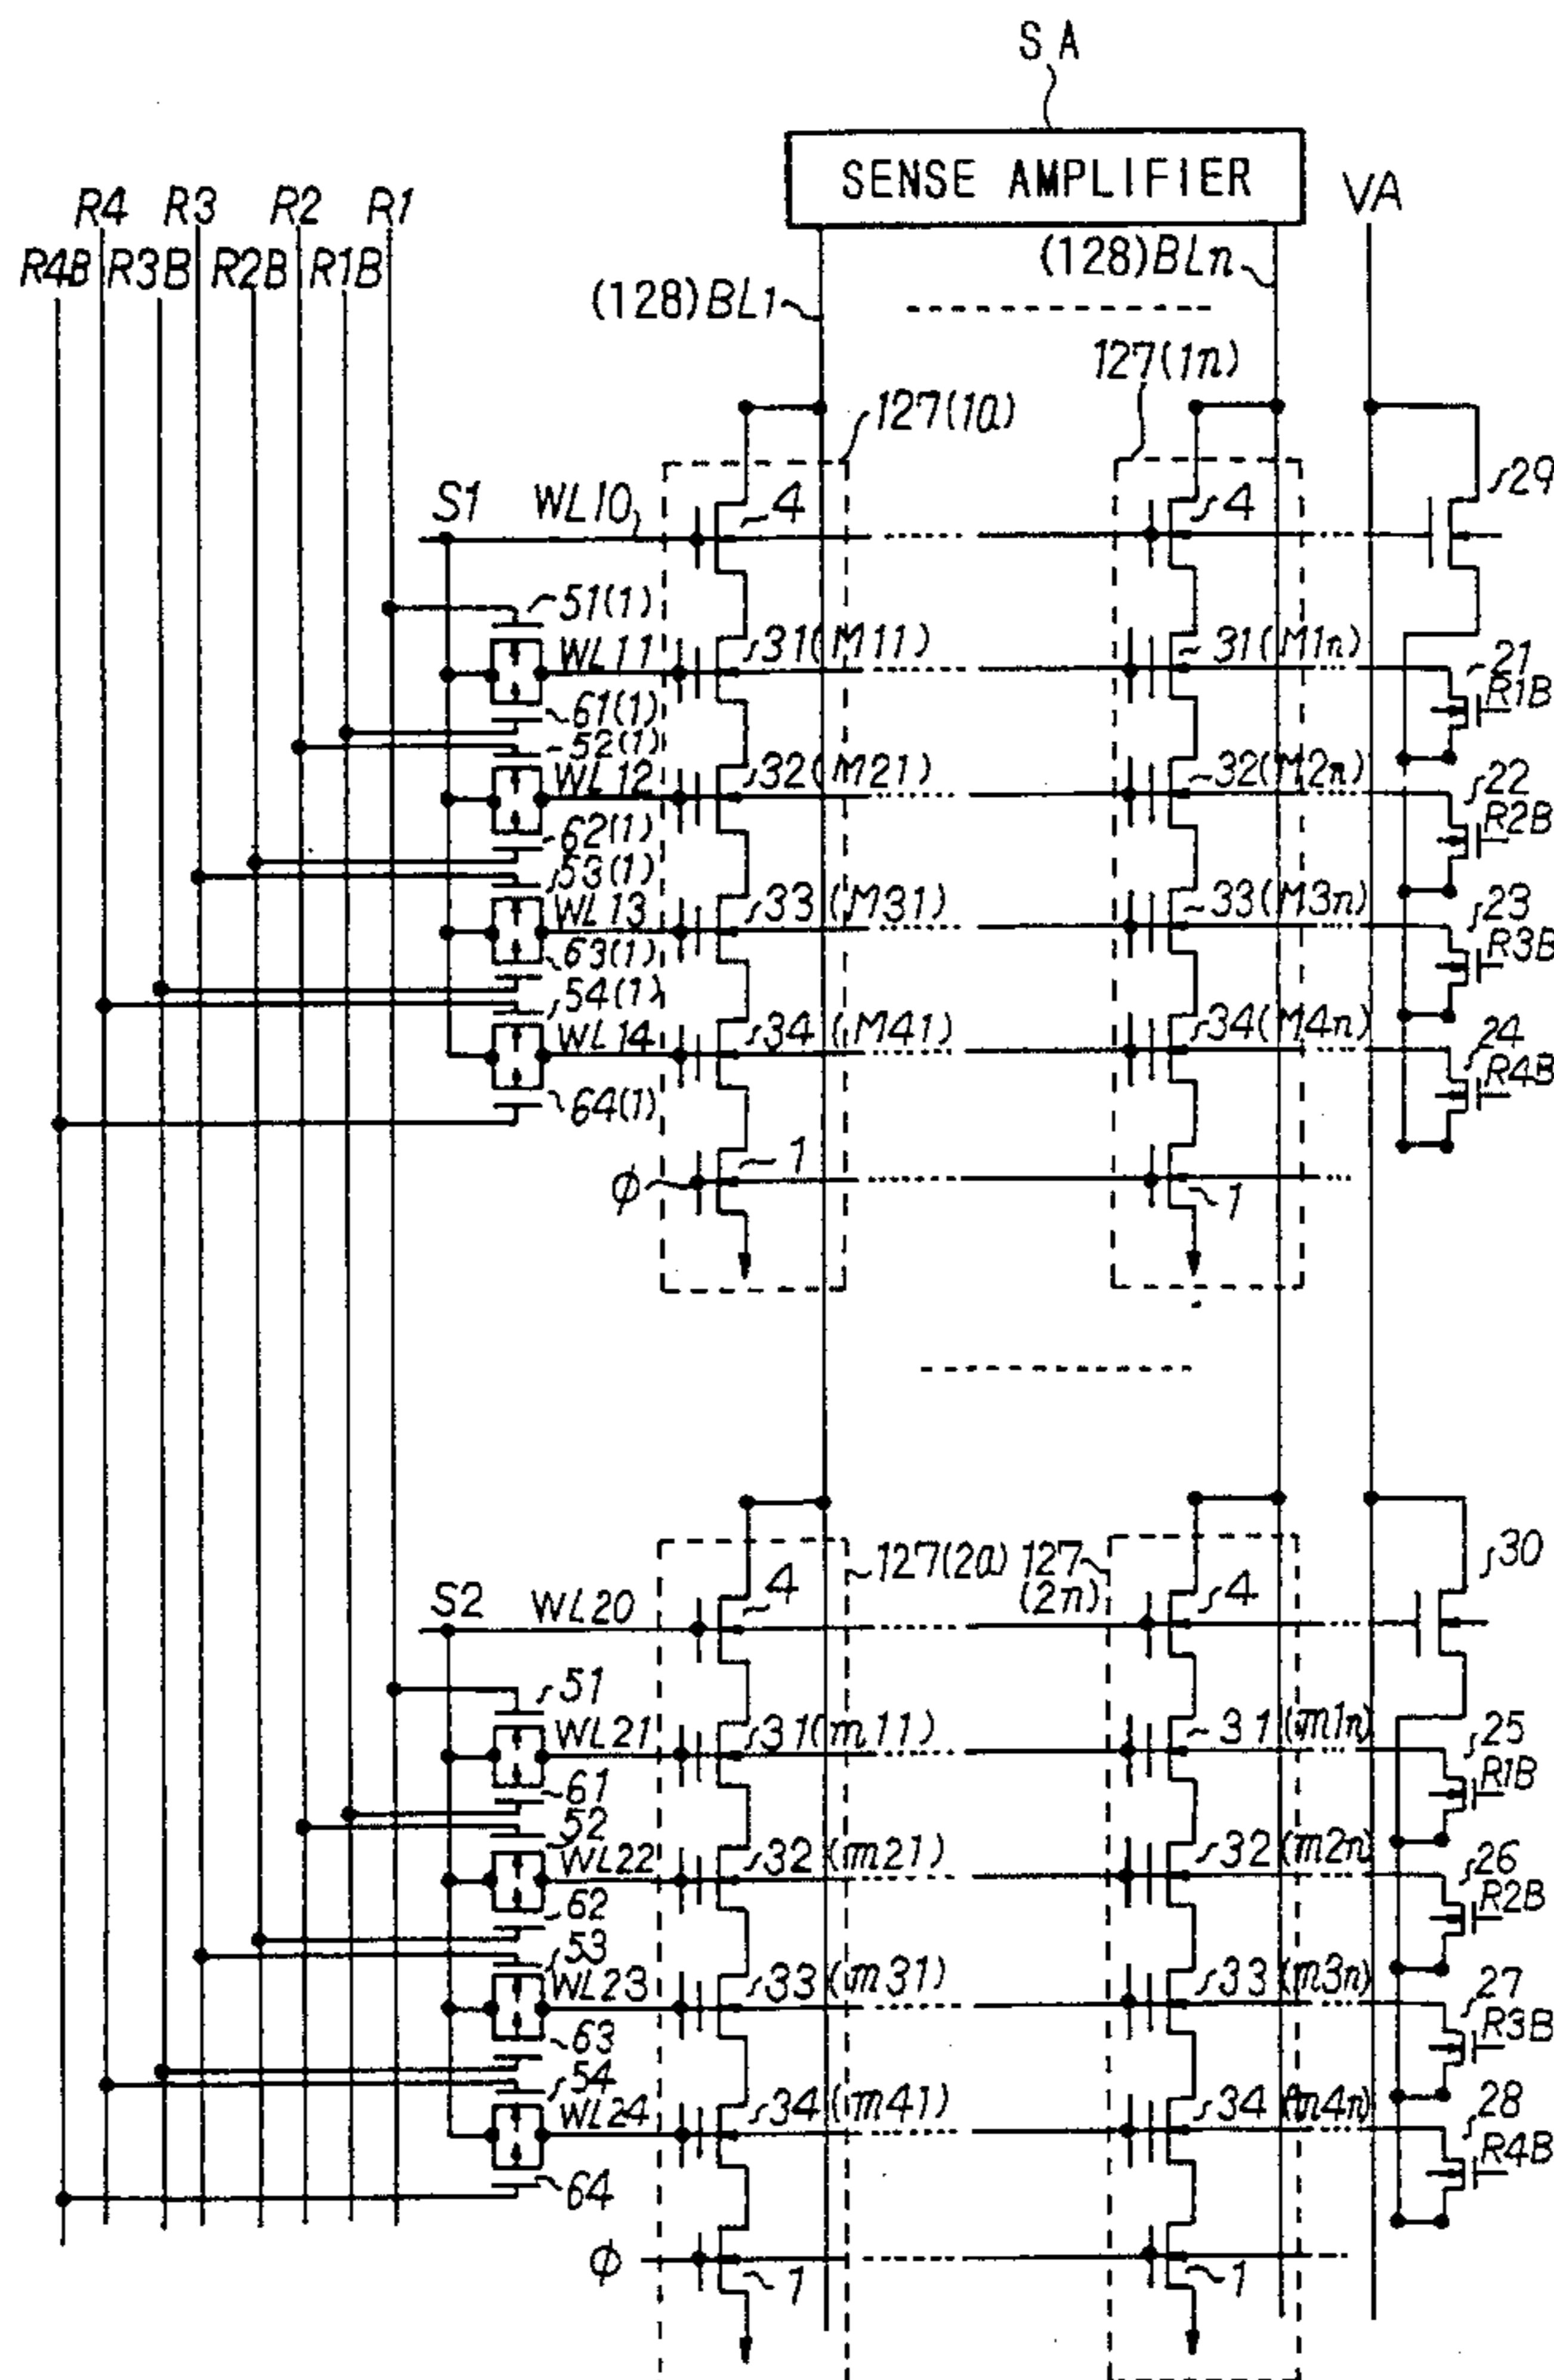 SA
SENSE AMPLIFIER
VA
R4 R3 R2 R1
R4B R3B R2B R1B
(128)BL1
(128)BLn
127(1a)
127(1n)
S1 WL10 4 4 29
51(1)
WL11 31(M11) 31(M1n) 21
R1B
61(1)
52(1)
WL12 32(M21) 32(M2n) 22
R2B
62(1)
53(1)
WL13 33(M31) 33(M3n) 23
R3B
63(1)
54(1)
WL14 34(M41) 34(M4n) 24
R4B
64(1)
φ 1 1
127(2a) 127(2n) 30
S2 WL20 4 4
51
WL21 31(m11) 31(m1n) 25
R1B
61
52
WL22 32(m21) 32(m2n) 26
R2B
62
53
WL23 33(m31) 33(m3n) 27
R3B
63
54
WL24 34(m41) 34(m4n) 28
R4B
64
φ 1 1